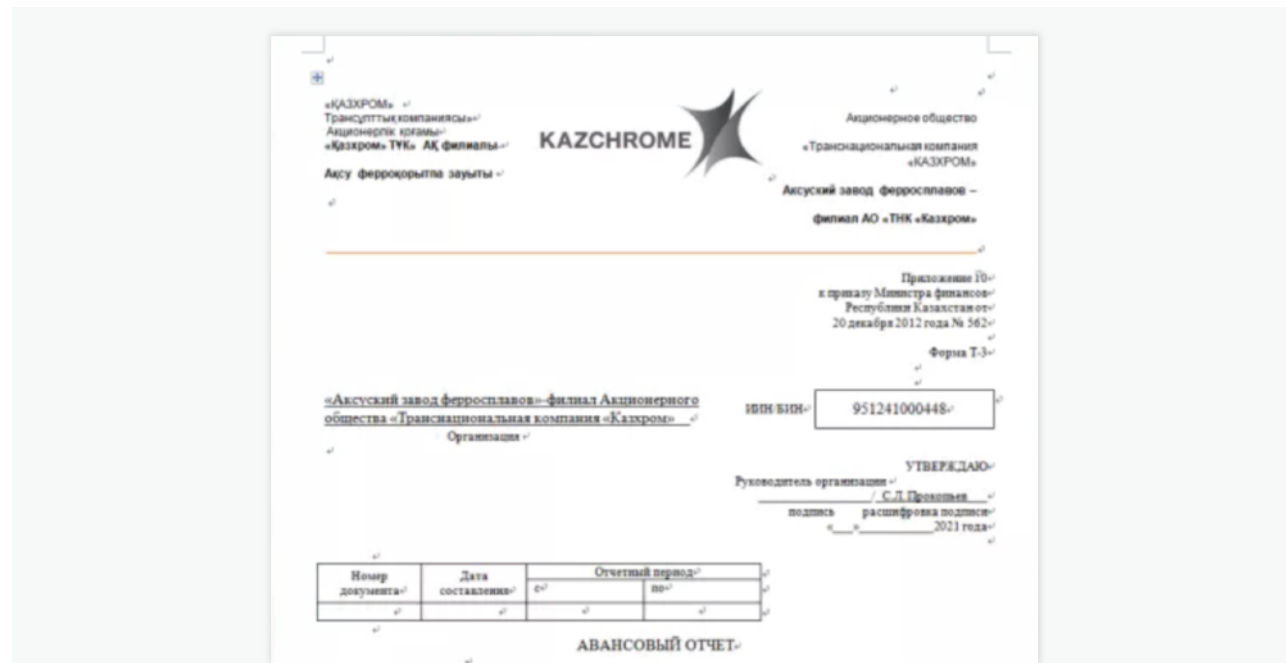 «ҚАЗХРОМ»
Трансұлттық компаниясы»
Акционерлік қоғамы
«Қазхром» ТҰК» АҚ филиалы
Ақсу ферроқорытпа зауыты
KAZCHROME
Акционерное общество
«Транснациональная компания
«КАЗХРОМ»
Аксуский завод ферросплавов –
филиал АО «ТНК «Казхром»
Приложение 10
к приказу Министра финансов
Республики Казахстан от
20 декабря 2012 года № 562
Форма Т-3
«Аксуский завод ферросплавов»-филиал Акционерного
общества «Транснациональная компания «Казхром»
Организация
ИИН/БИН
951241000448
УТВЕРЖДАЮ
Руководитель организации
/ С.Л. Прокопьев
подпись расшифровка подписи
«___»____________2021 года
Номер документа
Дата составления
Отчетный период
с
по
АВАНСОВЫЙ ОТЧЕТ